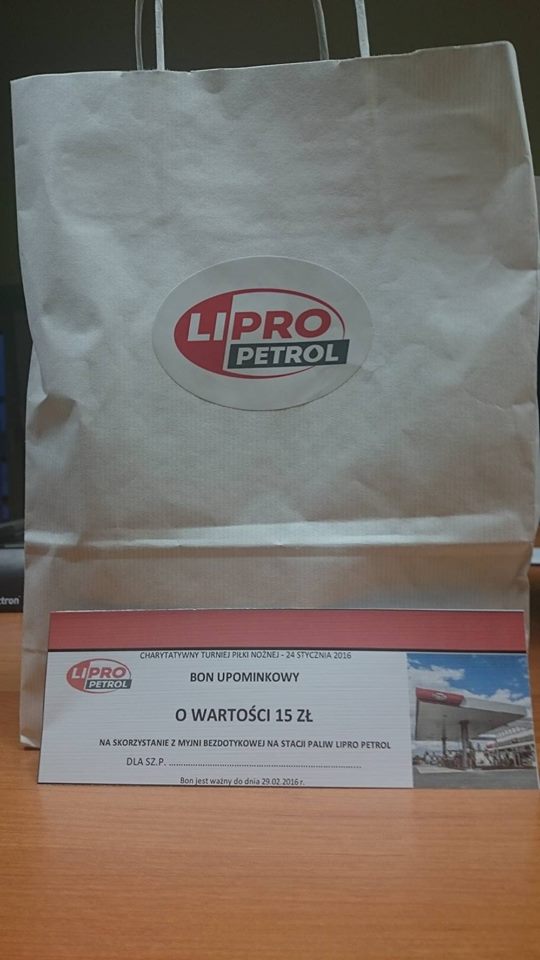 LIPRO
PETROL
tron
CHARYTATYWNY TURNIEJ PIŁKI NOŻNEJ - 24 STYCZNIA 2016
LIPRO
PETROL
BON UPOMINKOWY
O WARTOŚCI 15 ZŁ
NA SKORZYSTANIE Z MYJNI BEZDOTYKOWEJ NA STACJI PALIW LIPRO PETROL
DLA SZ.P. ……………………………………………………………
Bon jest ważny do dnia 29.02.2016 r.